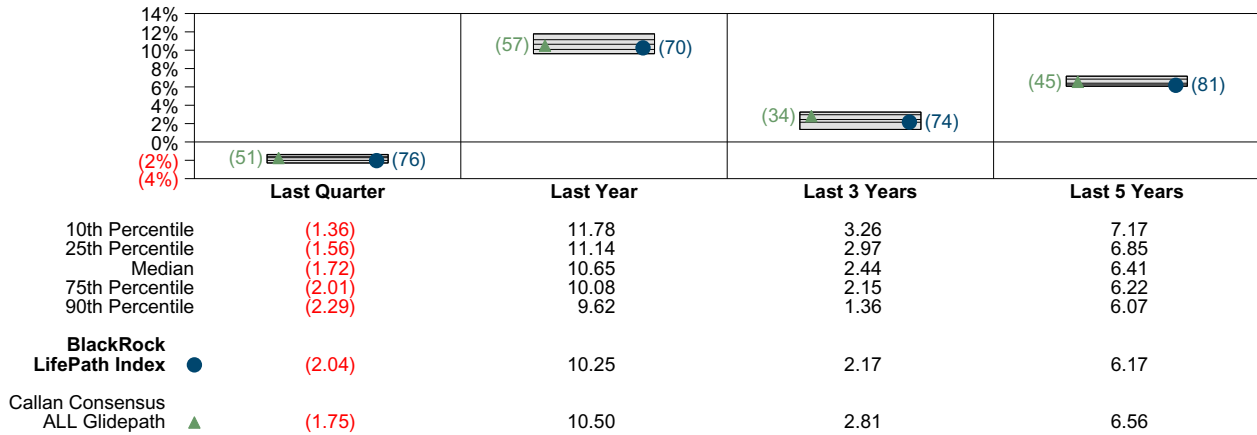 14%
12%
10%
8%
6%
4%
2%
0%
(2%)
(4%)
(51) (76)
(57) (70)
(34) (74)
(45) (81)
Last Quarter Last Year Last 3 Years Last 5 Years
10th Percentile (1.36) 11.78 3.26 7.17
25th Percentile (1.56) 11.14 2.97 6.85
Median (1.72) 10.65 2.44 6.41
75th Percentile (2.01) 10.08 2.15 6.22
90th Percentile (2.29) 9.62 1.36 6.07
BlackRock
LifePath Index (2.04) 10.25 2.17 6.17
Callan Consensus
ALL Glidepath (1.75) 10.50 2.81 6.56